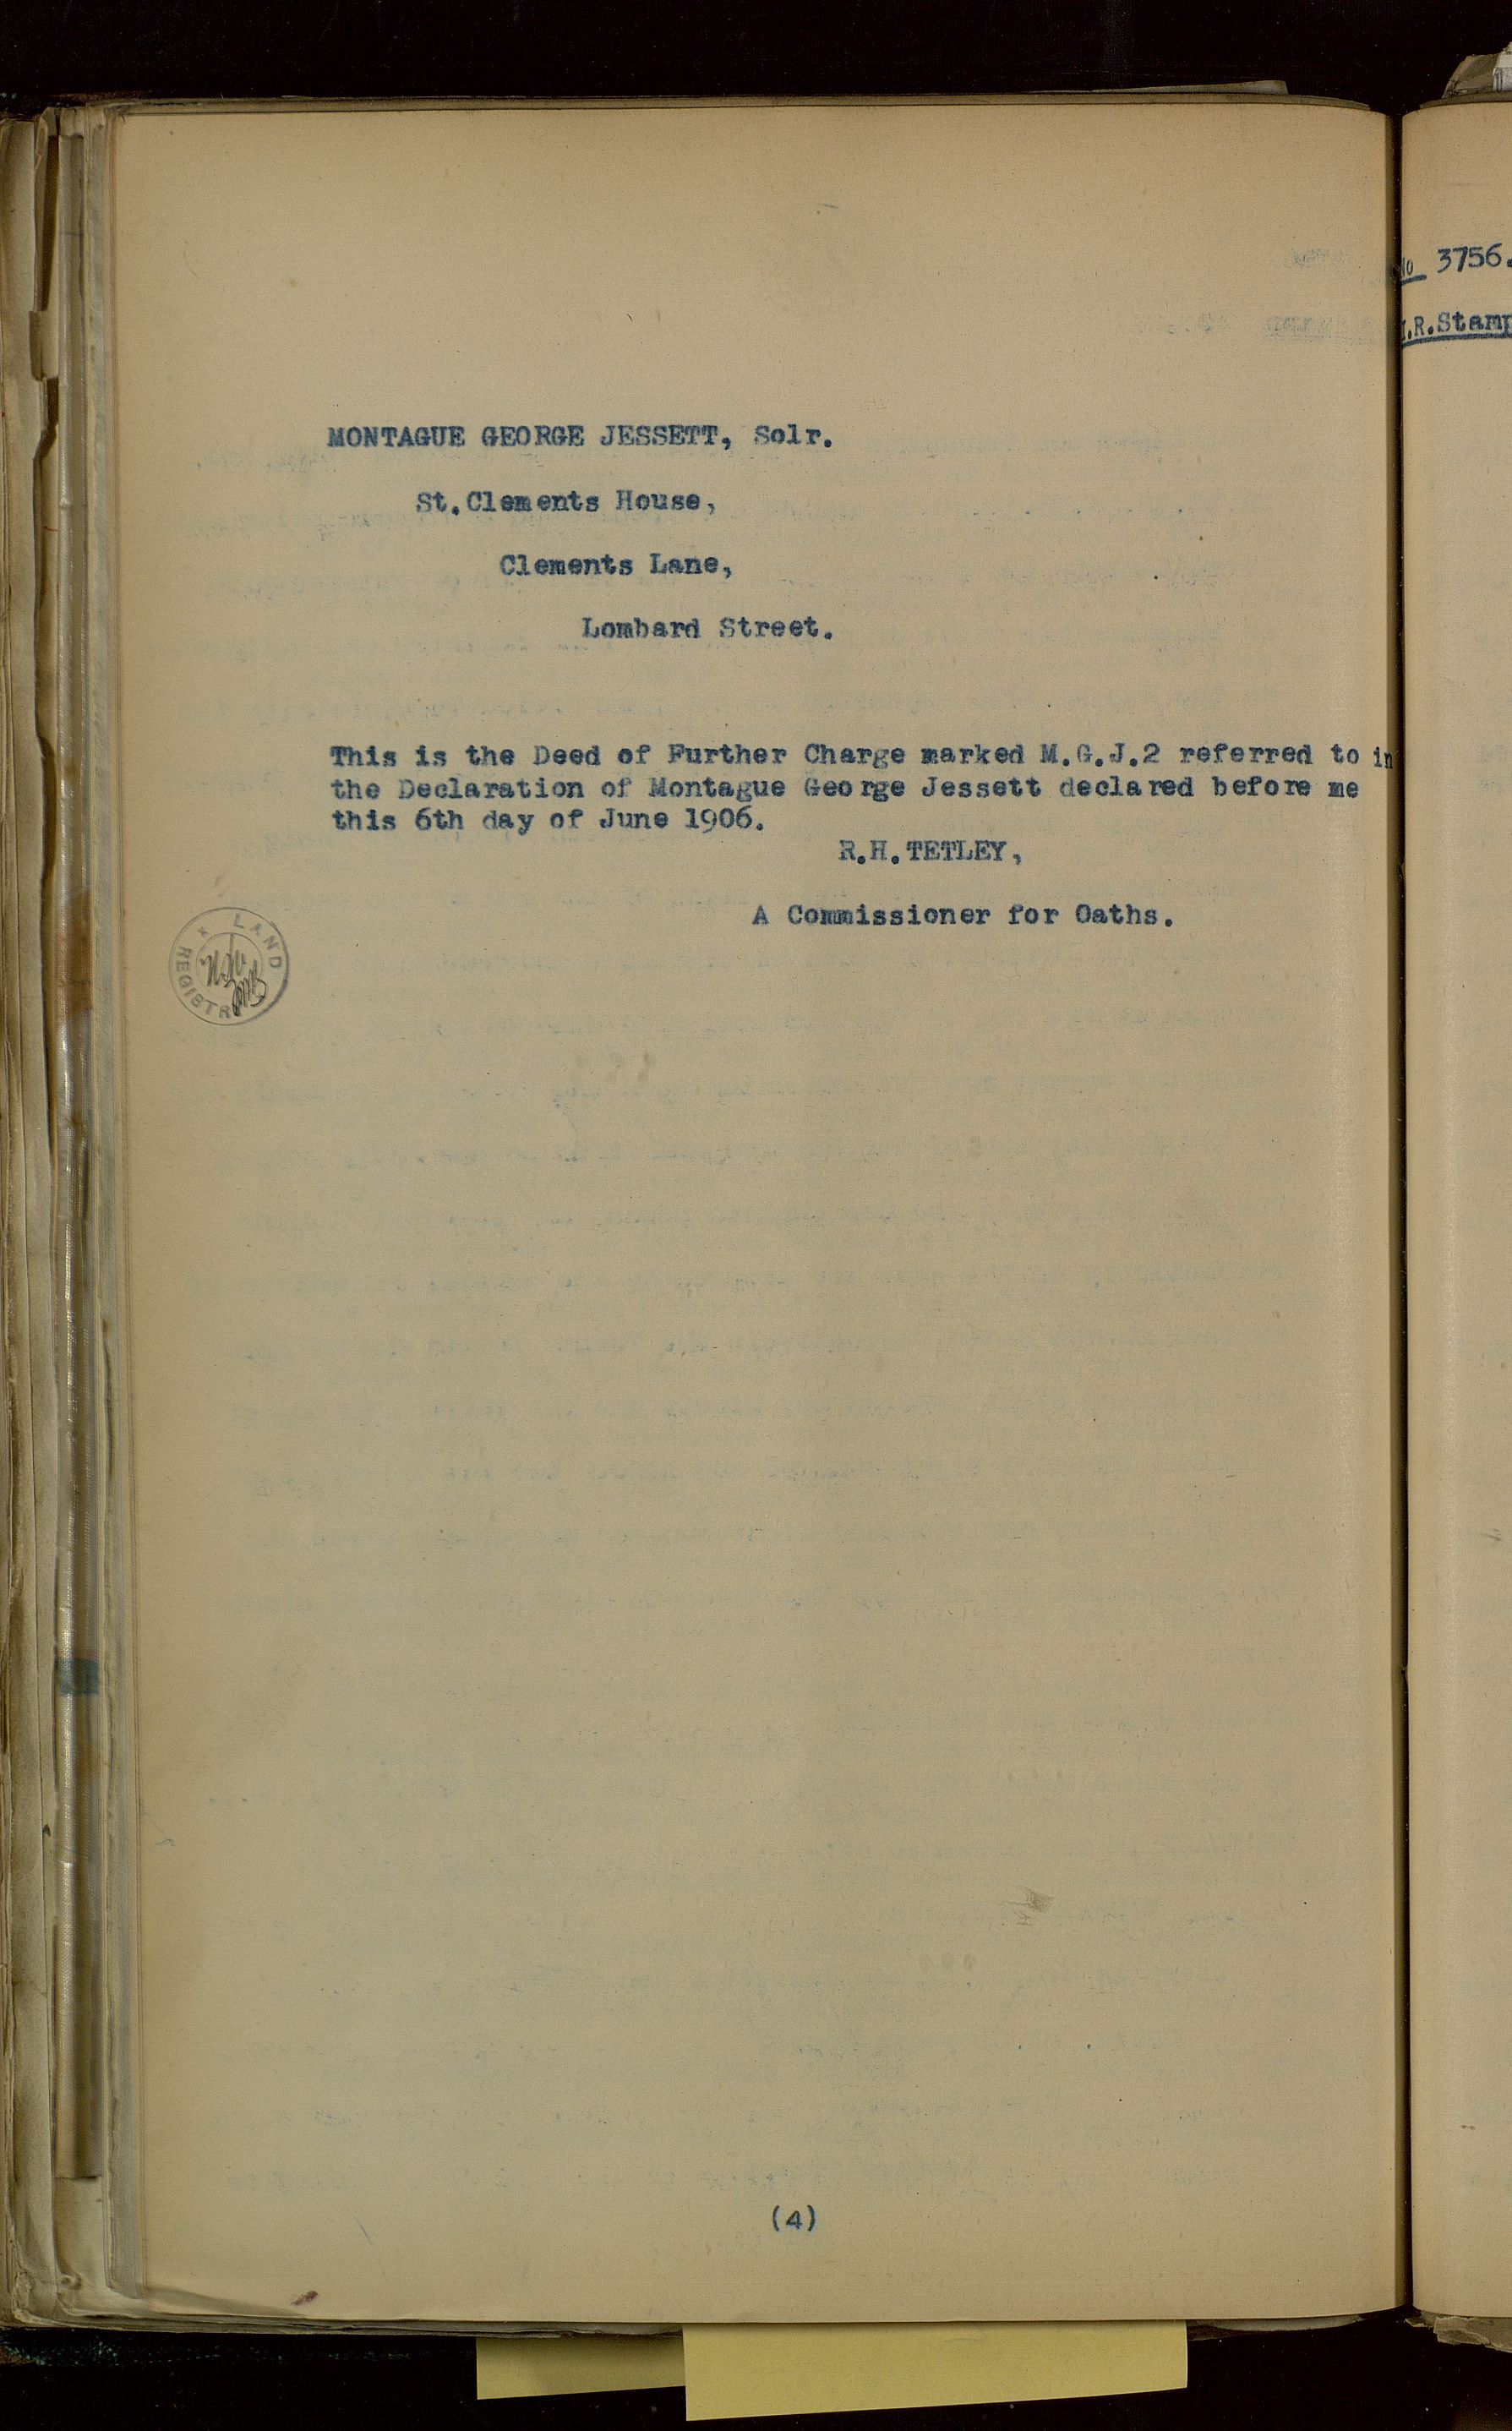 MONTAGUE GEORGE JESSETT, Solr.
St.Clements House,
Clements Lane,
Lombard Street.
This is the Deed of Further Charge marked M.G.J.2 referred to in
the Declaration of Montague George Jessett declared before me
this 6th day of June 1906.
R.H.TETLEY,
A Commissioner for Oaths.
LAND
(4)
3756.
R.Stamp